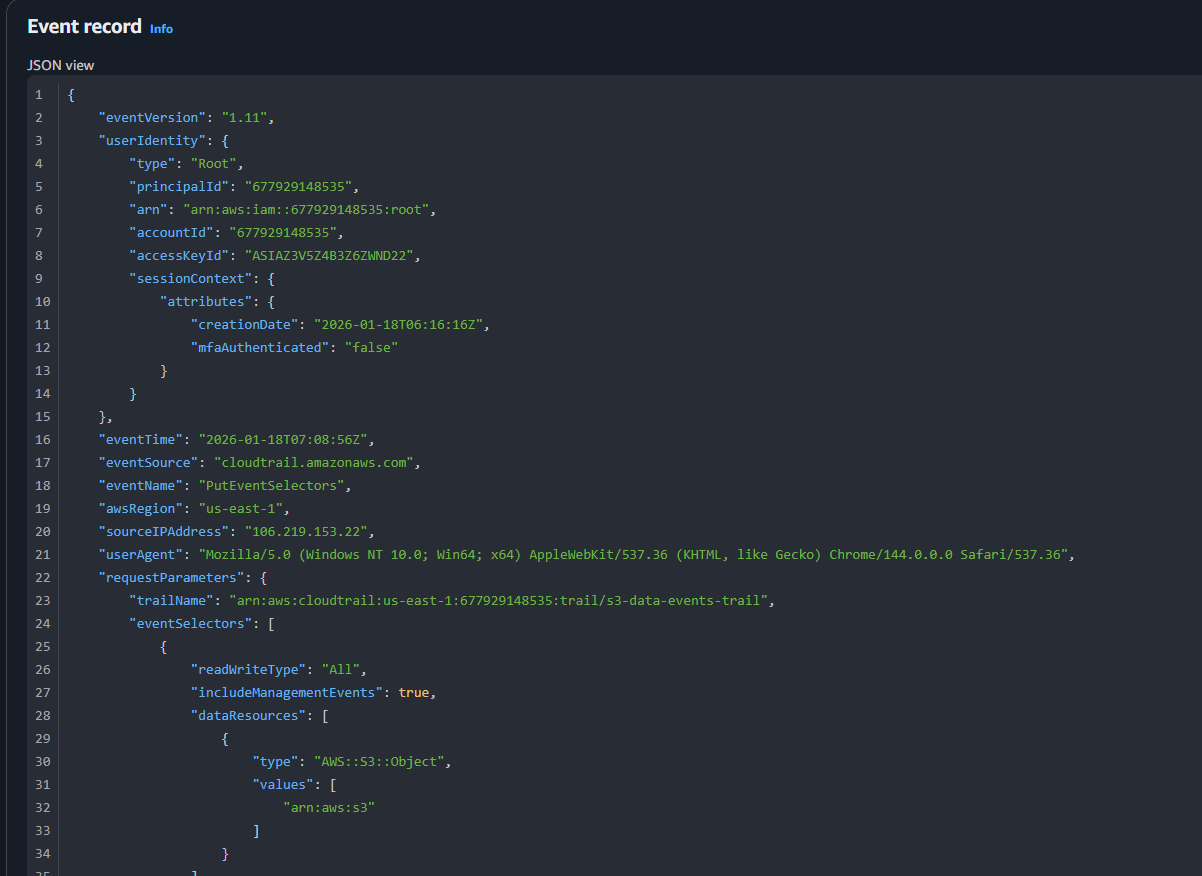 Event record Info
JSON view
1 {
2 "eventVersion": "1.11",
3 "userIdentity": {
4 "type": "Root",
5 "principalId": "677929148535",
6 "arn": "arn:aws:iam::677929148535:root",
7 "accountId": "677929148535",
8 "accessKeyId": "ASIAZ3V5Z4B3Z6ZWND22",
9 "sessionContext": {
10 "attributes": {
11 "creationDate": "2026-01-18T06:16:16Z",
12 "mfaAuthenticated": "false"
13 }
14 }
15 },
16 "eventTime": "2026-01-18T07:08:56Z",
17 "eventSource": "cloudtrail.amazonaws.com",
18 "eventName": "PutEventSelectors",
19 "awsRegion": "us-east-1",
20 "sourceIPAddress": "106.219.153.22",
21 "userAgent": "Mozilla/5.0 (Windows NT 10.0; Win64; x64) AppleWebKit/537.36 (KHTML, like Gecko) Chrome/144.0.0.0 Safari/537.36",
22 "requestParameters": {
23 "trailName": "arn:aws:cloudtrail:us-east-1:677929148535:trail/s3-data-events-trail",
24 "eventSelectors": [
25 {
26 "readWriteType": "All",
27 "includeManagementEvents": true,
28 "dataResources": [
29 {
30 "type": "AWS::S3::Object",
31 "values": [
32 "arn:aws:s3"
33 ]
34 }
35 ]